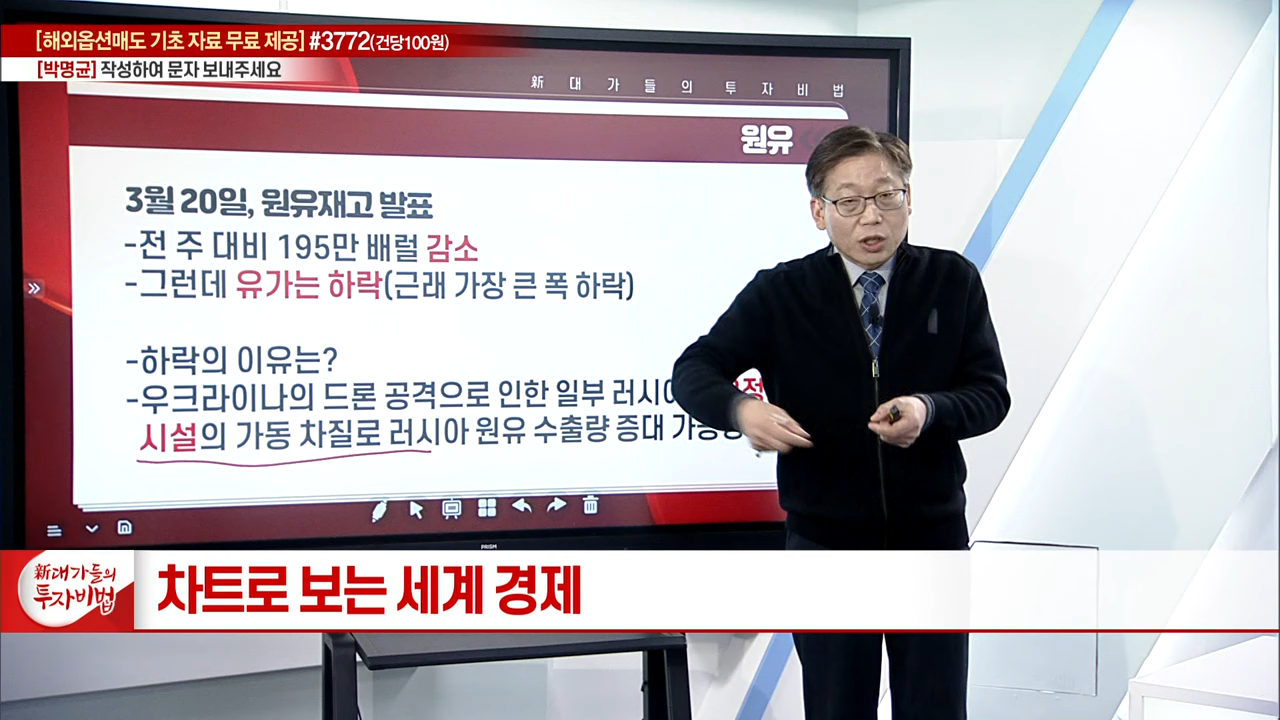 [해외옵션매도 기초 자료 무료 제공] #3772(건당100원)
[박명균] 작성하여 문자 보내주세요
新 대가들의 투자비법
원유
3월 20일, 원유재고 발표
-전 주 대비 195만 배럴 감소
-그런데 유가는 하락(근래 가장 큰 폭 하락)
-하락의 이유는?
-우크라이나의 드론 공격으로 인한 일부 러시아
시설의 가동 차질로 러시아 원유 수출량 증대
PRISM
新대가들의
투자비법
차트로 보는 세계 경제